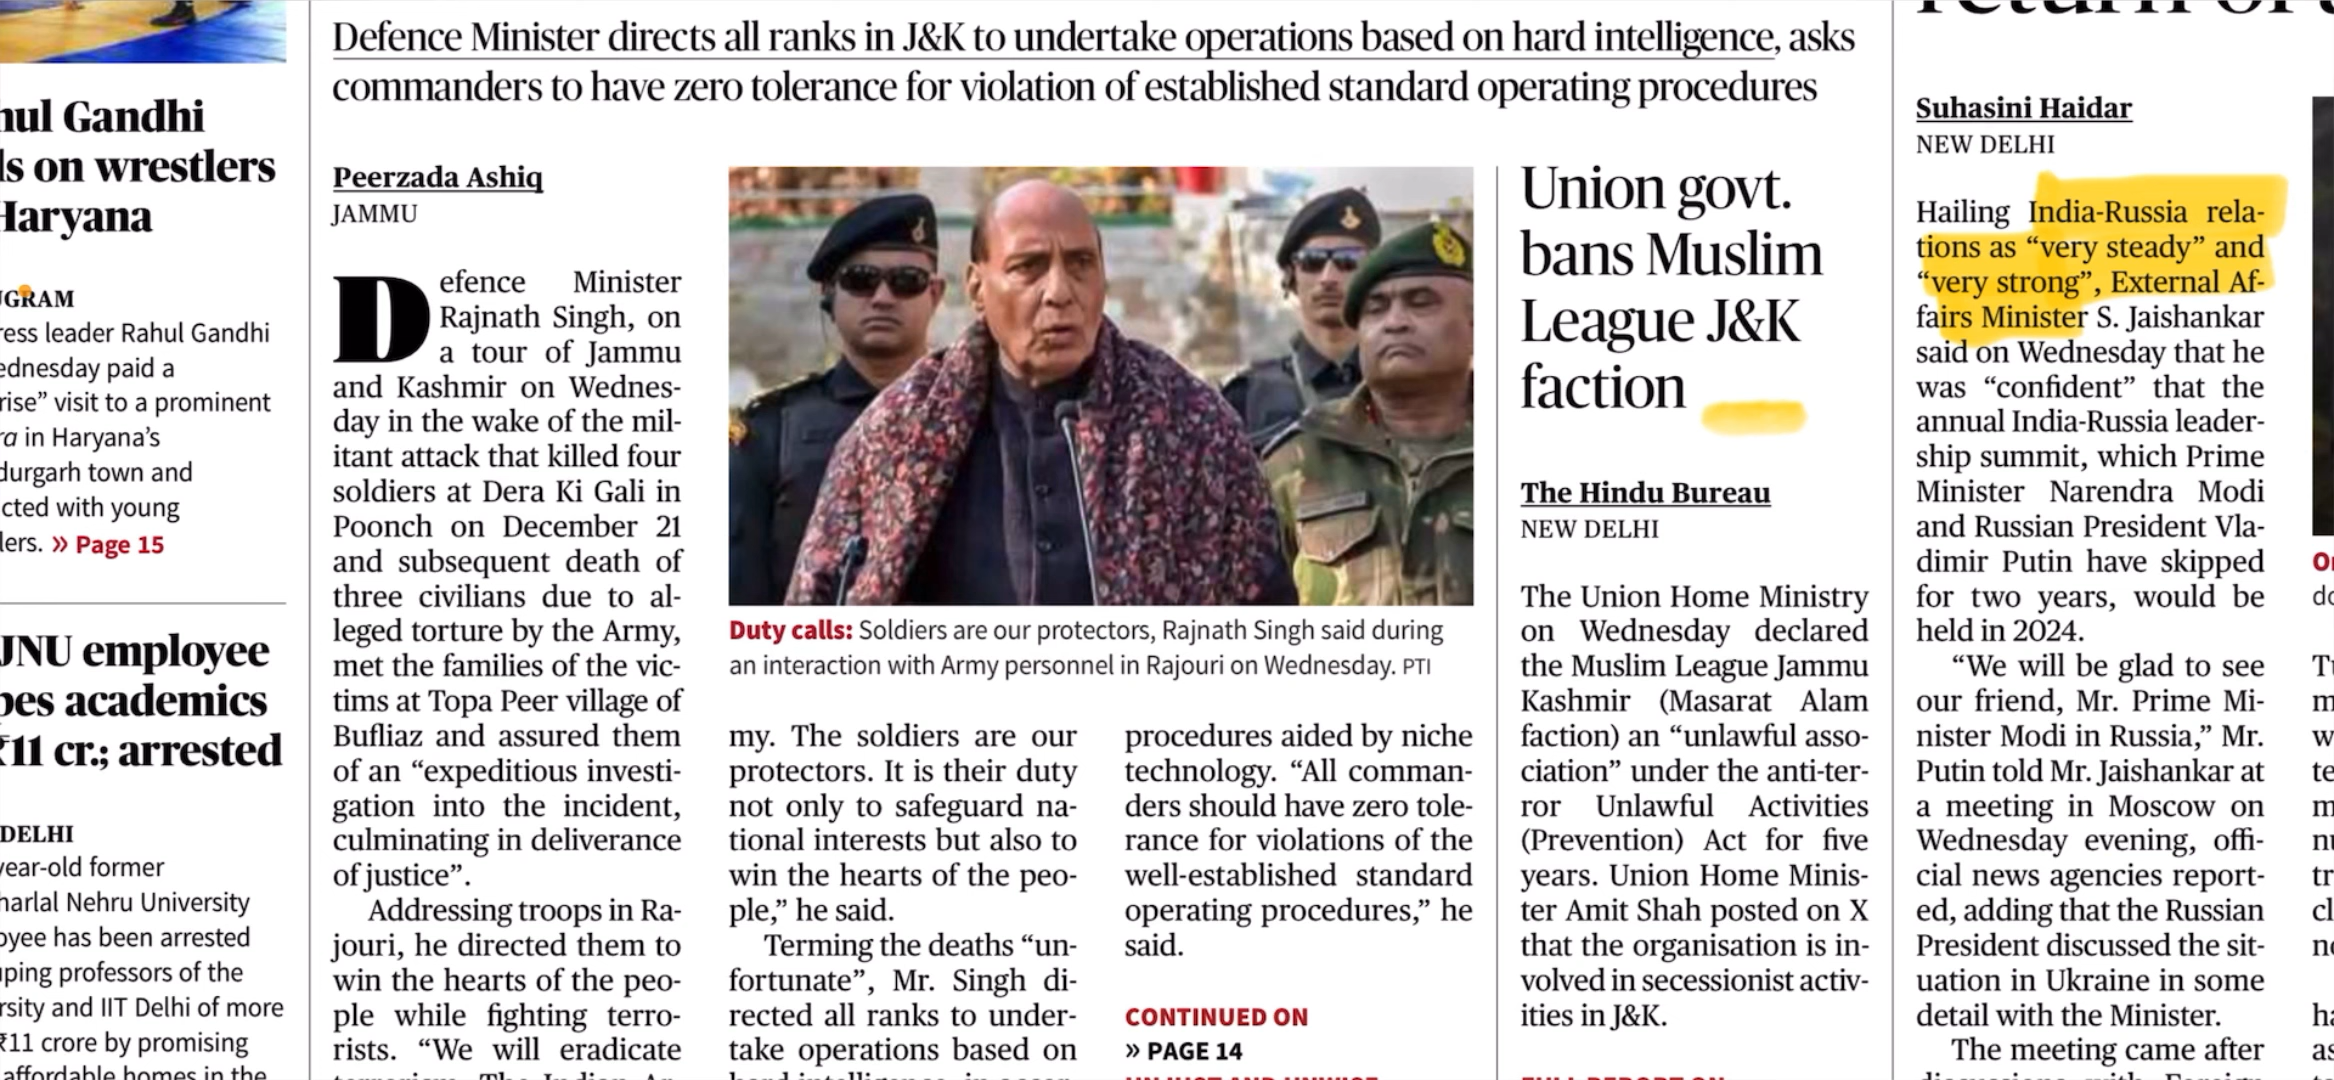 Defence Minister directs all ranks in J&K to undertake operations based on hard intelligence, asks
commanders to have zero tolerance for violation of established standard operating procedures
Gandhi
on wrestlers
Haryana
leader Rahul Gandhi
paid a
visit to a prominent
in Haryana’s
town and
with young
» Page 15
JNU employee
academics
₹11 cr.; arrested
DELHI
former
Nehru University
has been arrested
professors of the
and IIT Delhi of more
₹11 crore by promising
affordable homes in the
Peerzada Ashiq
JAMMU
Defence Minister
Rajnath Singh, on
a tour of Jammu
and Kashmir on Wednes-
day in the wake of the mil-
itant attack that killed four
soldiers at Dera Ki Gali in
Poonch on December 21
and subsequent death of
three civilians due to al-
leged torture by the Army,
met the families of the vic-
tims at Topa Peer village of
Bufliaz and assured them
of an “expeditious investi-
gation into the incident,
culminating in deliverance
of justice”.
Addressing troops in Ra-
jouri, he directed them to
win the hearts of the peo-
ple while fighting terro-
rists. “We will eradicate
Duty calls: Soldiers are our protectors, Rajnath Singh said during
an interaction with Army personnel in Rajouri on Wednesday. PTI
my. The soldiers are our
protectors. It is their duty
not only to safeguard na-
tional interests but also to
win the hearts of the peo-
ple,” he said.
Terming the deaths “un-
fortunate”, Mr. Singh di-
rected all ranks to under-
take operations based on
procedures aided by niche
technology. “All comman-
ders should have zero tole-
rance for violations of the
well-established standard
operating procedures,” he
said.
CONTINUED ON
» PAGE 14
Union govt.
bans Muslim
League J&K
faction
The Hindu Bureau
NEW DELHI
The Union Home Ministry
on Wednesday declared
the Muslim League Jammu
Kashmir (Masarat Alam
faction) an “unlawful asso-
ciation” under the anti-ter-
ror Unlawful Activities
(Prevention) Act for five
years. Union Home Minis-
ter Amit Shah posted on X
that the organisation is in-
volved in secessionist activ-
ities in J&K.
Suhasini Haidar
NEW DELHI
Hailing India-Russia rela-
tions as “very steady” and
“very strong”, External Af-
fairs Minister S. Jaishankar
said on Wednesday that he
was “confident” that the
annual India-Russia leader-
ship summit, which Prime
Minister Narendra Modi
and Russian President Vla-
dimir Putin have skipped
for two years, would be
held in 2024.
“We will be glad to see
our friend, Mr. Prime Mi-
nister Modi in Russia,” Mr.
Putin told Mr. Jaishankar at
a meeting in Moscow on
Wednesday evening, offi-
cial news agencies report-
ed, adding that the Russian
President discussed the sit-
uation in Ukraine in some
detail with the Minister.
The meeting came after